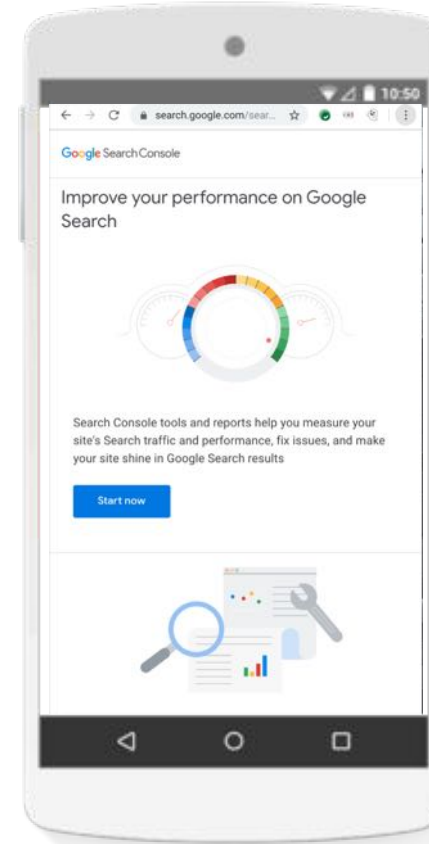 10:50
search.google.com/sear...
Google Search Console
Improve your performance on Google
Search
Search Console tools and reports help you measure your
site's Search traffic and performance, fix issues, and make
your site shine in Google Search results
Start now